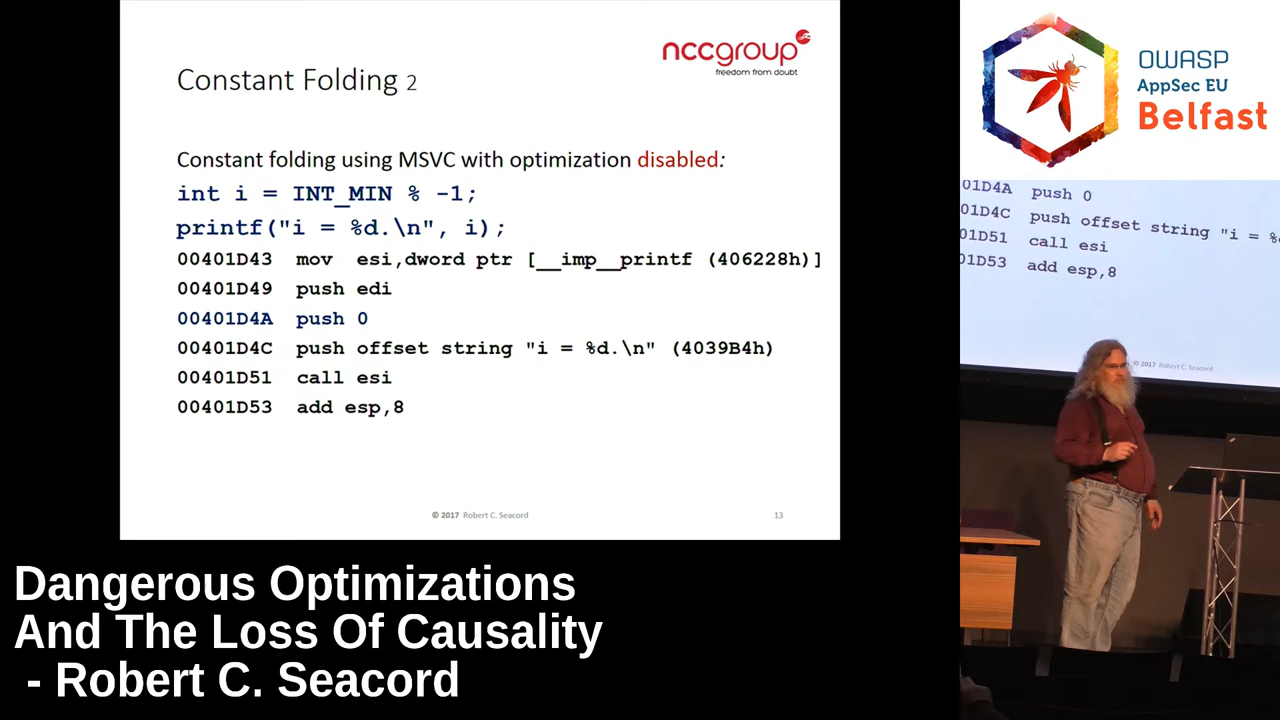 nccgroup
freedom from doubt
Constant Folding 2
Constant folding using MSVC with optimization disabled:
int i = INT_MIN % -1;
printf("i = %d.\n", i);
00401D43 mov esi,dword ptr [__imp__printf (406228h)]
00401D49 push edi
00401D4A push 0
00401D4C push offset string "i = %d.\n" (4039B4h)
00401D51 call esi
00401D53 add esp,8
© 2017 Robert C. Seacord
13
OWASP
AppSec EU
Belfast
01D4A push 0
01D4C push offset string "i = %d
01D51 call esi
01D53 add esp,8
© 2017 Robert C. Seacord
Dangerous Optimizations
And The Loss Of Causality
- Robert C. Seacord